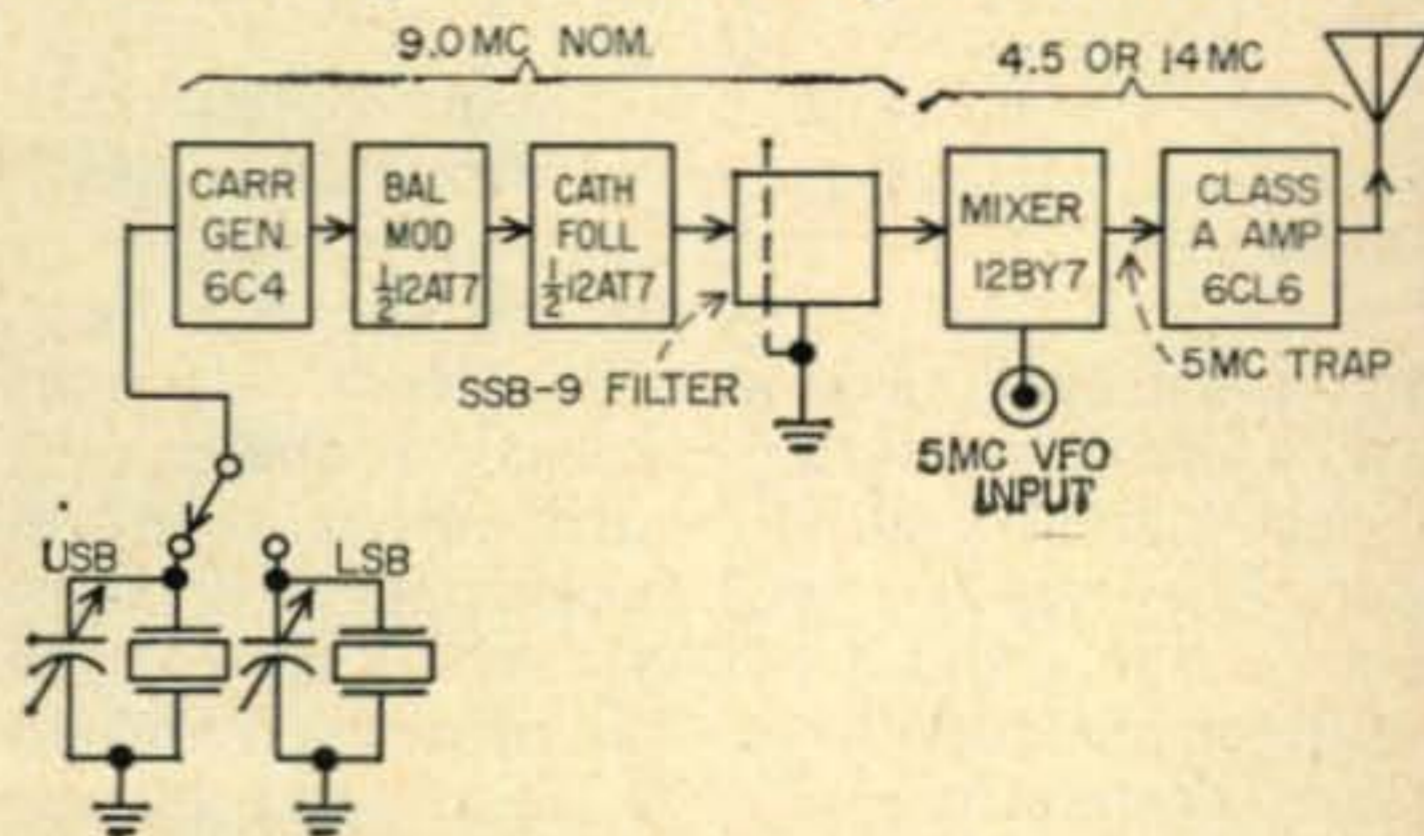 9.0 MC NOM.
4.5 OR 14 MC
CARR
GEN.
6C4
BAL
MOD
½12AT7
CATH
FOLL
½12AT7
MIXER
12BY7
CLASS
A AMP
6CL6
SSB-9 FILTER
5MC TRAP
5MC VFO
INPUT
USB
LSB